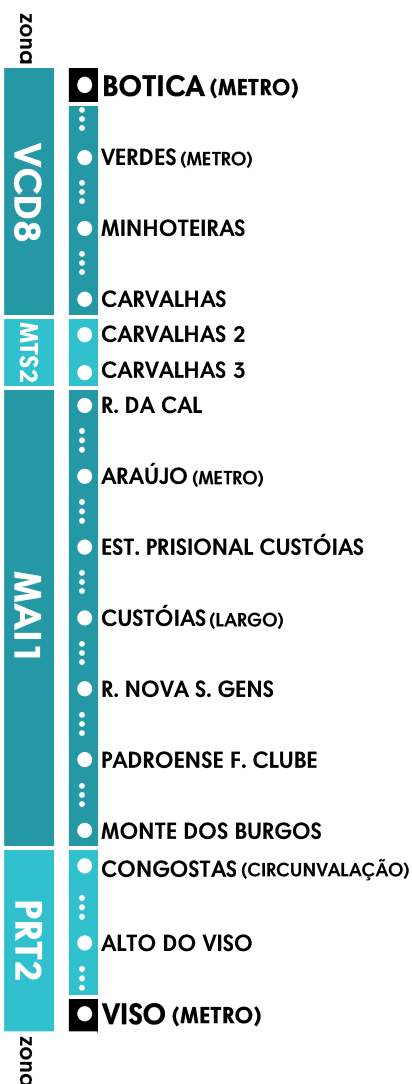 zona
BOTICA (METRO)
VERDES (METRO)
VCD8
MINHOTEIRAS
CARVALHAS
MTS2
CARVALHAS 2
CARVALHAS 3
R. DA CAL
ARAÚJO (METRO)
EST. PRISIONAL CUSTÓIAS
MAI1
CUSTÓIAS (LARGO)
R. NOVA S. GENS
PADROENSE F. CLUBE
MONTE DOS BURGOS
CONGOSTAS (CIRCUNVALAÇÃO)
PRT2
ALTO DO VISO
VISO (METRO)
zona